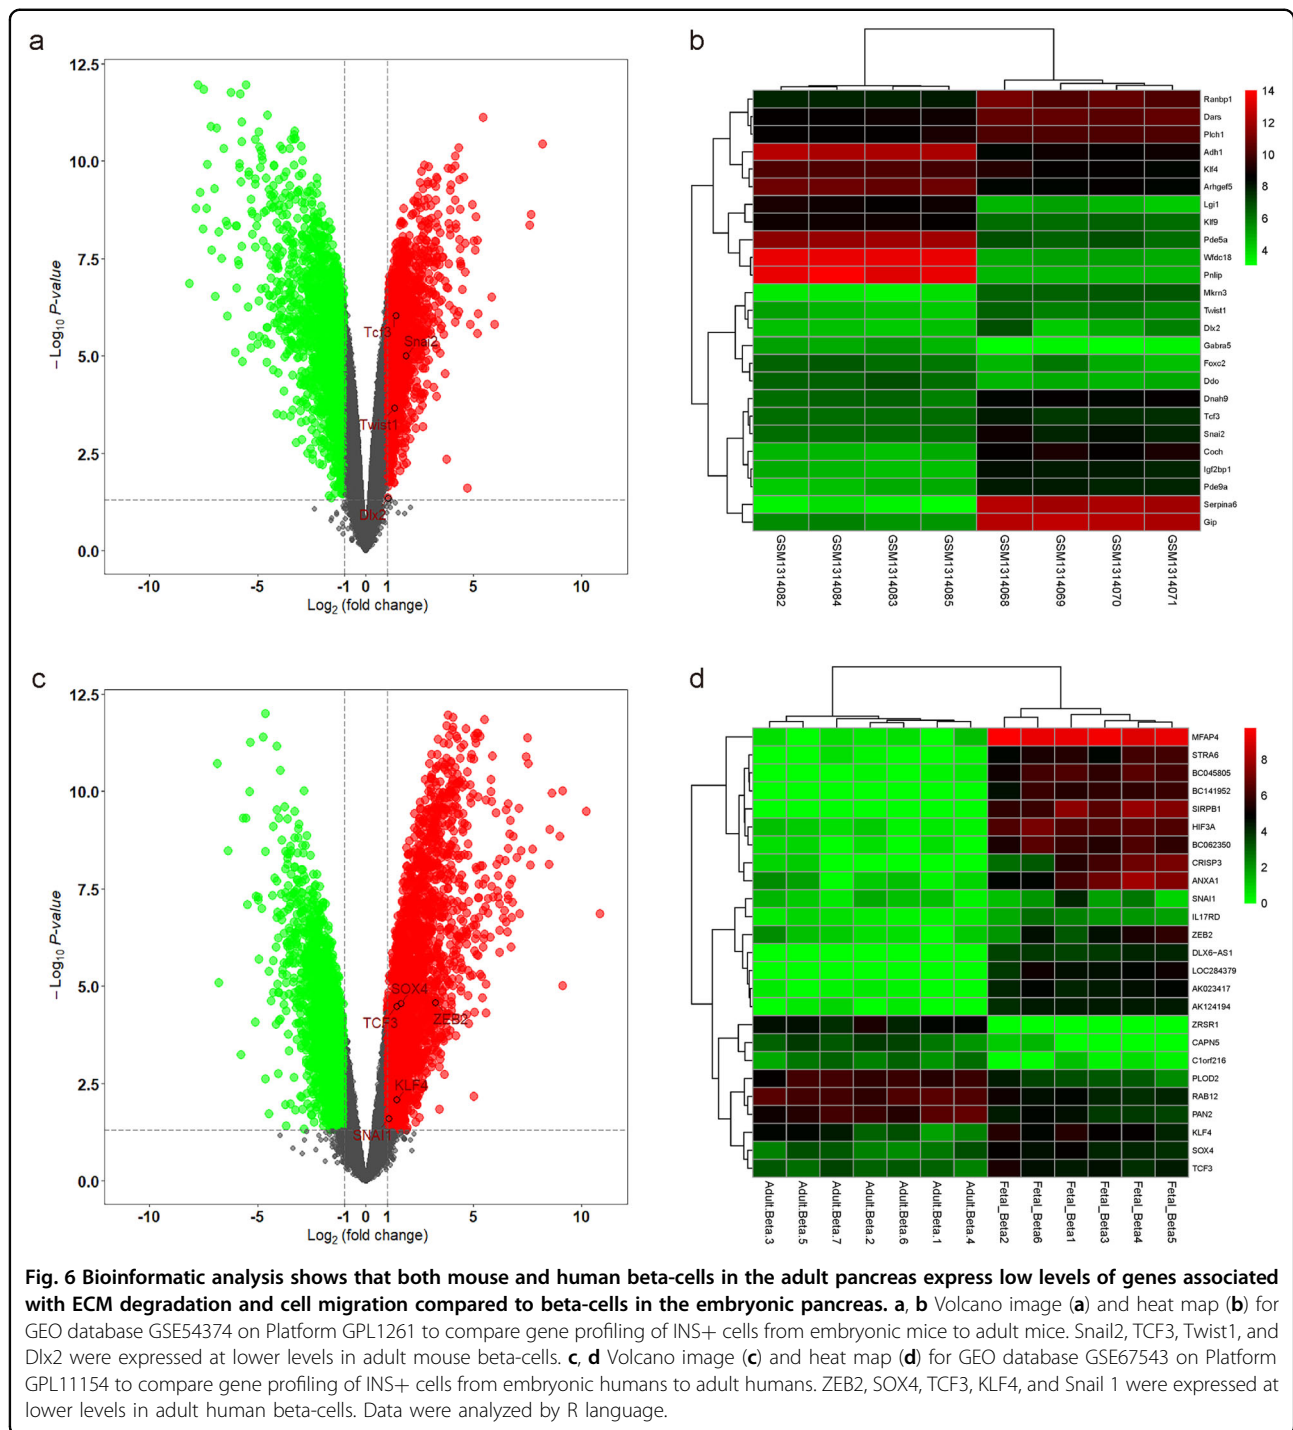 a
12.5
10.0
7.5
5.0
2.5
0.0
− Log10 P-value
Tcf3
Snai2
Twist1
Dlx2
-10
-5
-1
0
1
5
10
Log2 (fold change)
b
Ranbp1
Dars
Plch1
Adh1
Klf4
Arhgef5
Lgi1
Klf9
Pde5a
Wfdc18
Pnlip
Mkrn3
Twist1
Dlx2
Gabra5
Foxc2
Ddo
Dnah9
Tcf3
Snai2
Coch
Igf2bp1
Pde9a
Serpina6
Gip
14
12
10
8
6
4
GSM1314082
GSM1314084
GSM1314083
GSM1314085
GSM1314068
GSM1314069
GSM1314070
GSM1314071
c
12.5
10.0
7.5
5.0
2.5
0.0
− Log10 P-value
SOX4
TCF3
ZEB2
KLF4
SNAI1
-10
-5
-1
0
1
5
10
Log2 (fold change)
d
MFAP4
STRA6
BC045805
BC141952
SIRPB1
HIF3A
BC062350
CRISP3
ANXA1
SNAI1
IL17RD
ZEB2
DLX6−AS1
LOC284379
AK023417
AK124194
ZRSR1
CAPN5
C1orf216
PLOD2
RAB12
PAN2
KLF4
SOX4
TCF3
8
6
4
2
0
Adult.Beta.3
Adult.Beta.5
Adult.Beta.7
Adult.Beta.2
Adult.Beta.6
Adult.Beta.1
Adult.Beta.4
Fetal_Beta2
Fetal_Beta6
Fetal_Beta1
Fetal_Beta3
Fetal_Beta4
Fetal_Beta5
Fig. 6 Bioinformatic analysis shows that both mouse and human beta-cells in the adult pancreas express low levels of genes associated
with ECM degradation and cell migration compared to beta-cells in the embryonic pancreas. a, b Volcano image (a) and heat map (b) for
GEO database GSE54374 on Platform GPL1261 to compare gene profiling of INS+ cells from embryonic mice to adult mice. Snail2, TCF3, Twist1, and
Dlx2 were expressed at lower levels in adult mouse beta-cells. c, d Volcano image (c) and heat map (d) for GEO database GSE67543 on Platform
GPL11154 to compare gene profiling of INS+ cells from embryonic humans to adult humans. ZEB2, SOX4, TCF3, KLF4, and Snail 1 were expressed at
lower levels in adult human beta-cells. Data were analyzed by R language.